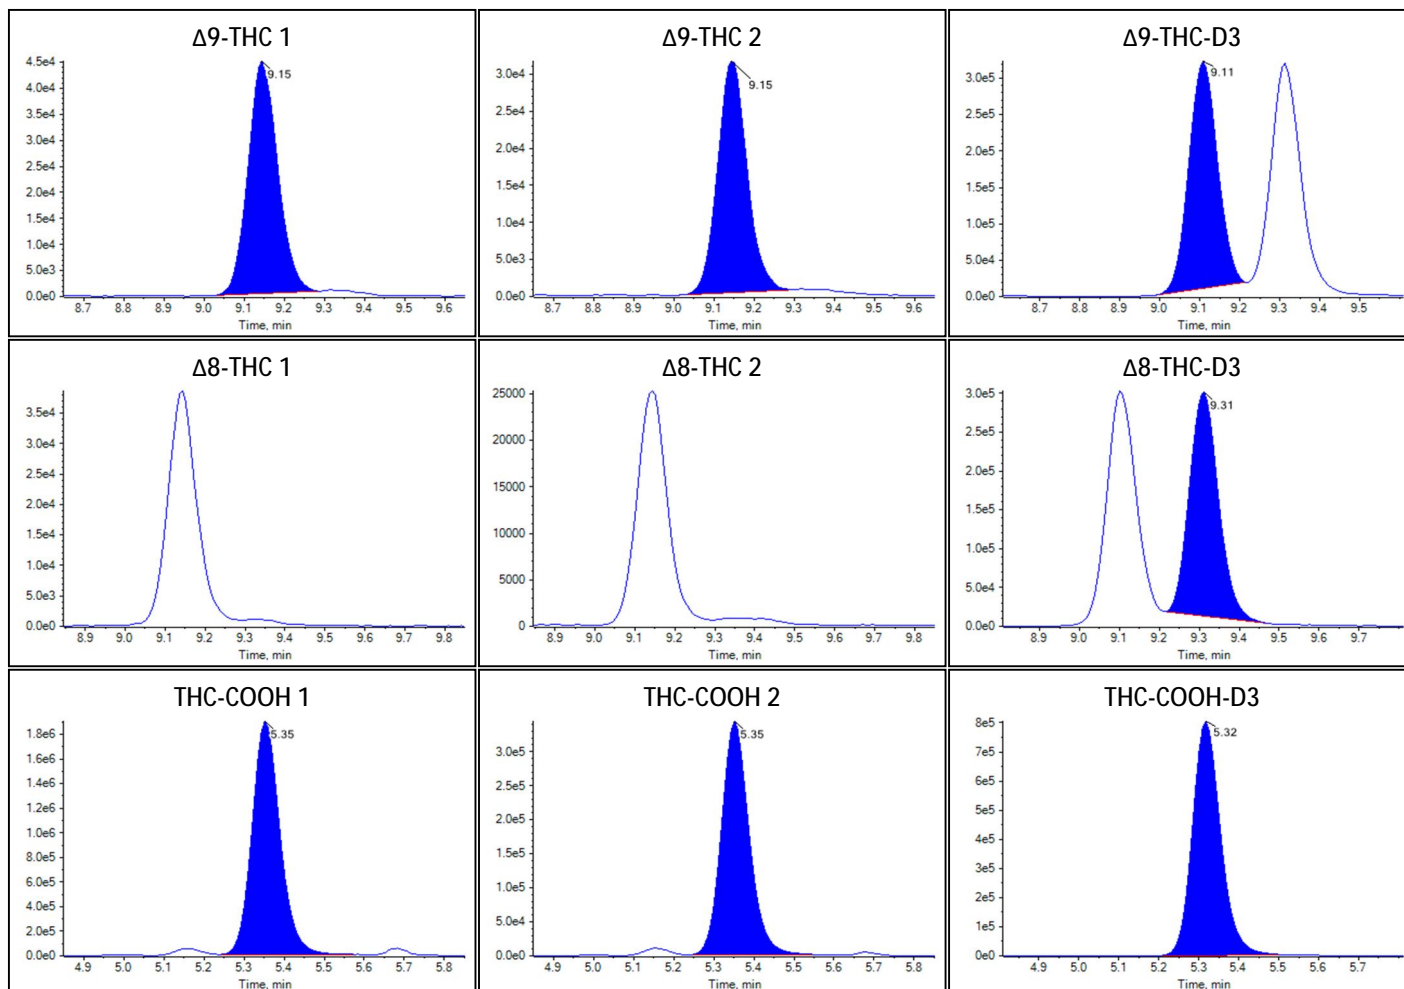 Δ9-THC 1
4.5e4
4.0e4
3.5e4
3.0e4
2.5e4
2.0e4
1.5e4
1.0e4
5.0e3
0.0e0
9.15
8.7 8.8 8.9 9.0 9.1 9.2 9.3 9.4 9.5 9.6
Time, min
Δ9-THC 2
3.0e4
2.5e4
2.0e4
1.5e4
1.0e4
5.0e3
0.0e0
9.15
8.7 8.8 8.9 9.0 9.1 9.2 9.3 9.4 9.5 9.6
Time, min
Δ9-THC-D3
3.0e5
2.5e5
2.0e5
1.5e5
1.0e5
5.0e4
0.0e0
9.11
8.7 8.8 8.9 9.0 9.1 9.2 9.3 9.4 9.5
Time, min
Δ8-THC 1
3.5e4
3.0e4
2.5e4
2.0e4
1.5e4
1.0e4
5.0e3
0.0e0
8.9 9.0 9.1 9.2 9.3 9.4 9.5 9.6 9.7 9.8
Time, min
Δ8-THC 2
25000
20000
15000
10000
5000
0
8.9 9.0 9.1 9.2 9.3 9.4 9.5 9.6 9.7 9.8
Time, min
Δ8-THC-D3
3.0e5
2.5e5
2.0e5
1.5e5
1.0e5
5.0e4
0.0e0
9.31
8.9 9.0 9.1 9.2 9.3 9.4 9.5 9.6 9.7
Time, min
THC-COOH 1
1.8e6
1.6e6
1.4e6
1.2e6
1.0e6
8.0e5
6.0e5
4.0e5
2.0e5
0.0e0
5.35
4.9 5.0 5.1 5.2 5.3 5.4 5.5 5.6 5.7 5.8
Time, min
THC-COOH 2
3.0e5
2.5e5
2.0e5
1.5e5
1.0e5
5.0e4
0.0e0
5.35
4.9 5.0 5.1 5.2 5.3 5.4 5.5 5.6 5.7 5.8
Time, min
THC-COOH-D3
8e5
7e5
6e5
5e5
4e5
3e5
2e5
1e5
0e0
5.32
4.9 5.0 5.1 5.2 5.3 5.4 5.5 5.6 5.7
Time, min